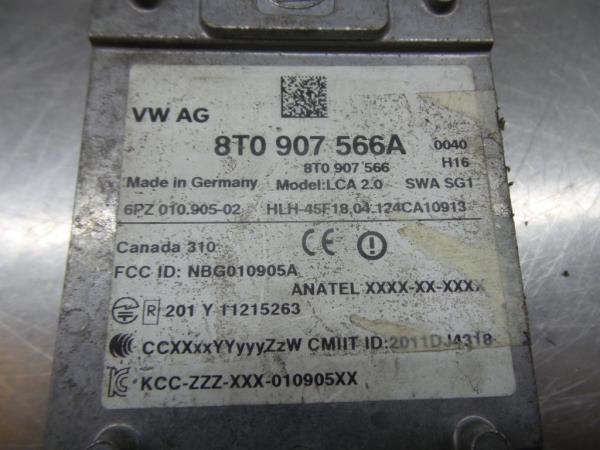 VW AG
8T0 907 566A 0040
8T0 907 566 H16
Made in Germany Model:LCA 2.0 SWA SG1
6PZ 010.905-02 HLH-45F18.04.124CA10913
Canada 310
CE
FCC ID: NBG010905A
ANATEL XXXX-XX-XXXX
R 201 Y 11215263
CCXXxxYYyyyZzW CMIIT ID:2011DJ4318
KCC-ZZZ-XXX-010905XX